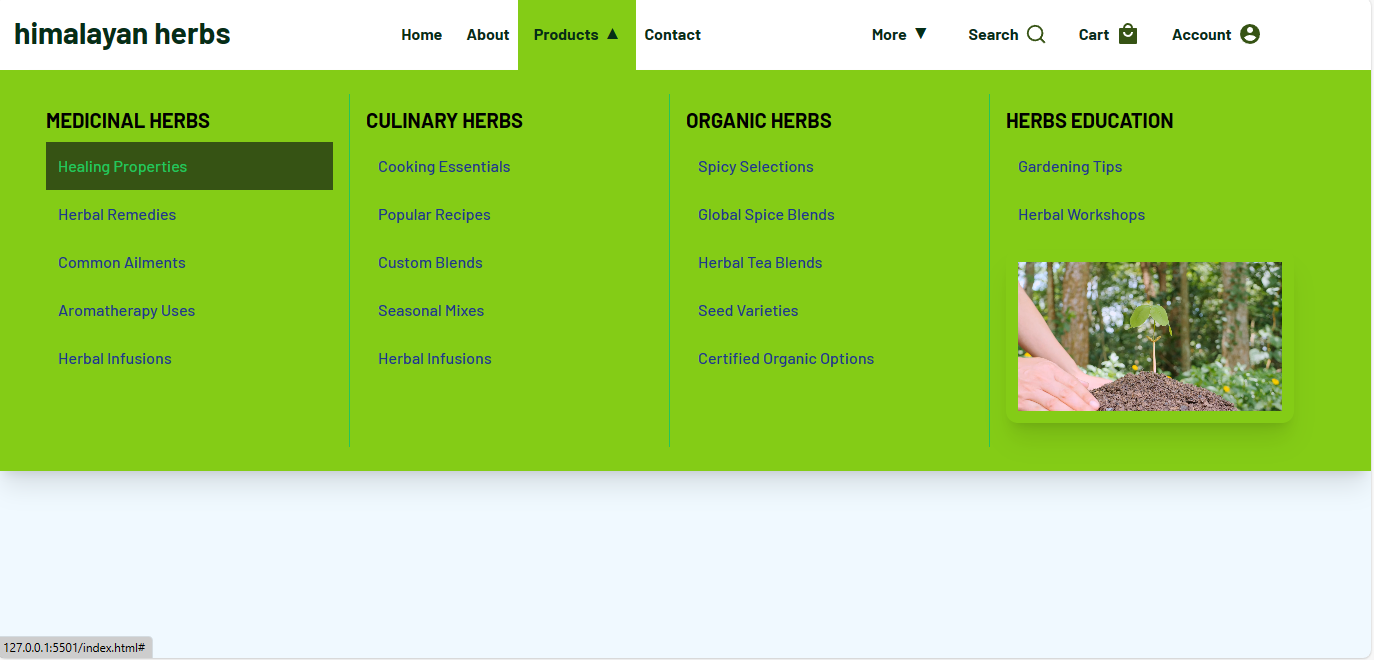 himalayan herbs
Home About Products ▲ Contact More ▼ Search Cart Account
MEDICINAL HERBS
Healing Properties
Herbal Remedies
Common Ailments
Aromatherapy Uses
Herbal Infusions
CULINARY HERBS
Cooking Essentials
Popular Recipes
Custom Blends
Seasonal Mixes
Herbal Infusions
ORGANIC HERBS
Spicy Selections
Global Spice Blends
Herbal Tea Blends
Seed Varieties
Certified Organic Options
HERBS EDUCATION
Gardening Tips
Herbal Workshops
127.0.0.1:5501/index.html#